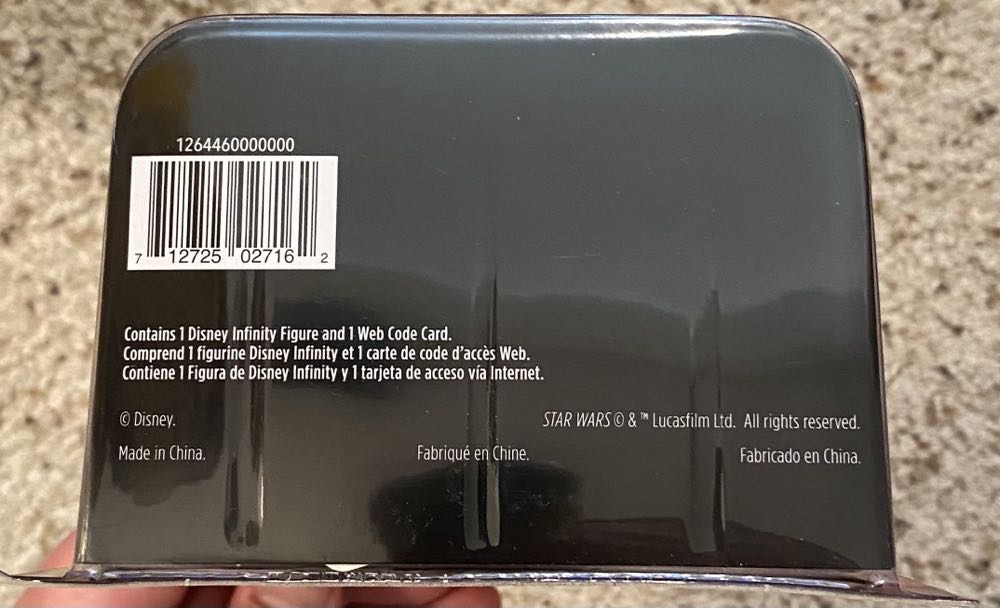 1264460000000
7 12725 02716 2
Contains 1 Disney Infinity Figure and 1 Web Code Card.
Comprend 1 figurine Disney Infinity et 1 carte de code d'accès Web.
Contiene 1 Figura de Disney Infinity y 1 tarjeta de acceso vía Internet.
© Disney.
STAR WARS © & ™ Lucasfilm Ltd. All rights reserved.
Made in China.
Fabriqué en Chine.
Fabricado en China.